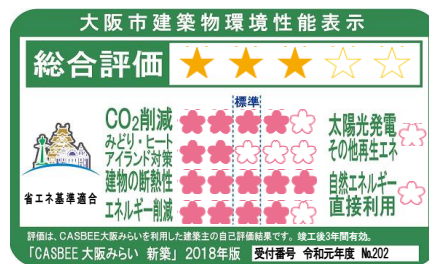 大阪市建築物環境性能表示
総合評価
標準
CO₂削減
みどり・ヒート
アイランド対策
建物の断熱性
エネルギー削減
太陽光発電
その他再生エネ
自然エネルギー
直接利用
省エネ基準適合
評価は、CASBEE大阪みらいを利用した建築主の自己評価結果です。竣工後3年間有効。
「CASBEE大阪みらい 新築」2018年版 受付番号 令和元年度 №202